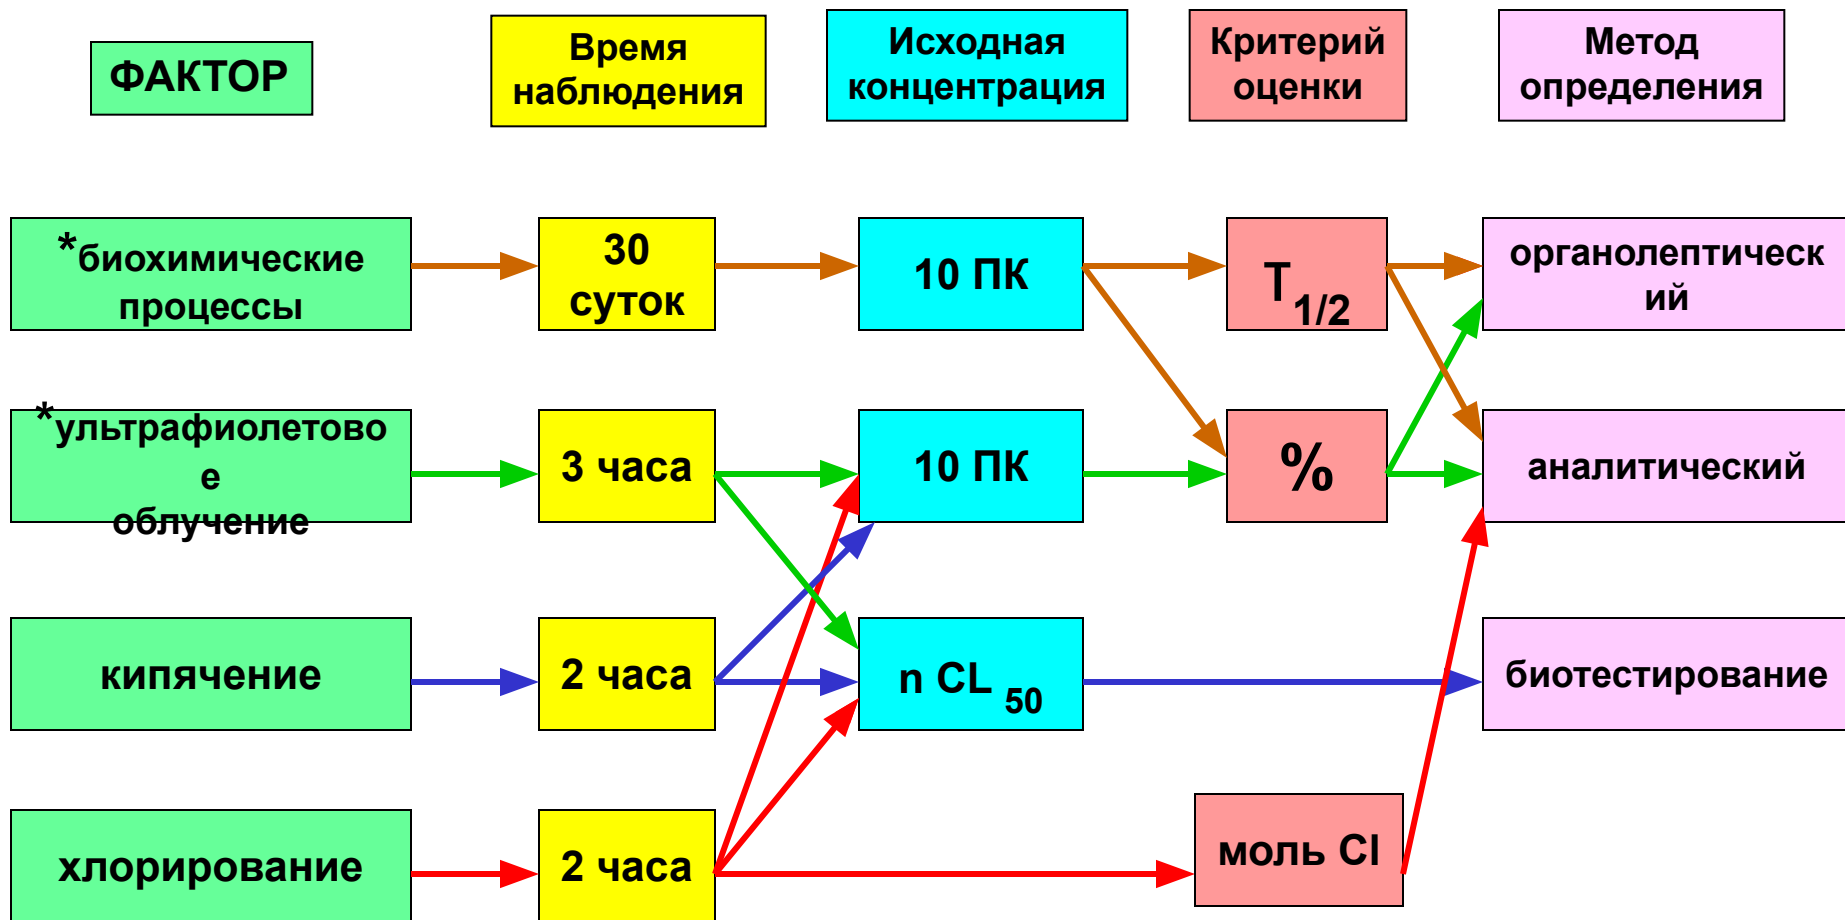 ФАКТОР
Время
наблюдения
Исходная
концентрация
Критерий
оценки
Метод
определения
*биохимические
процессы
30
суток
10 ПК
T1/2
органолептическ
ий
*ультрафиолетово
е
облучение
3 часа
10 ПК
%
аналитический
кипячение
2 часа
n CL 50
биотестирование
хлорирование
2 часа
моль Cl